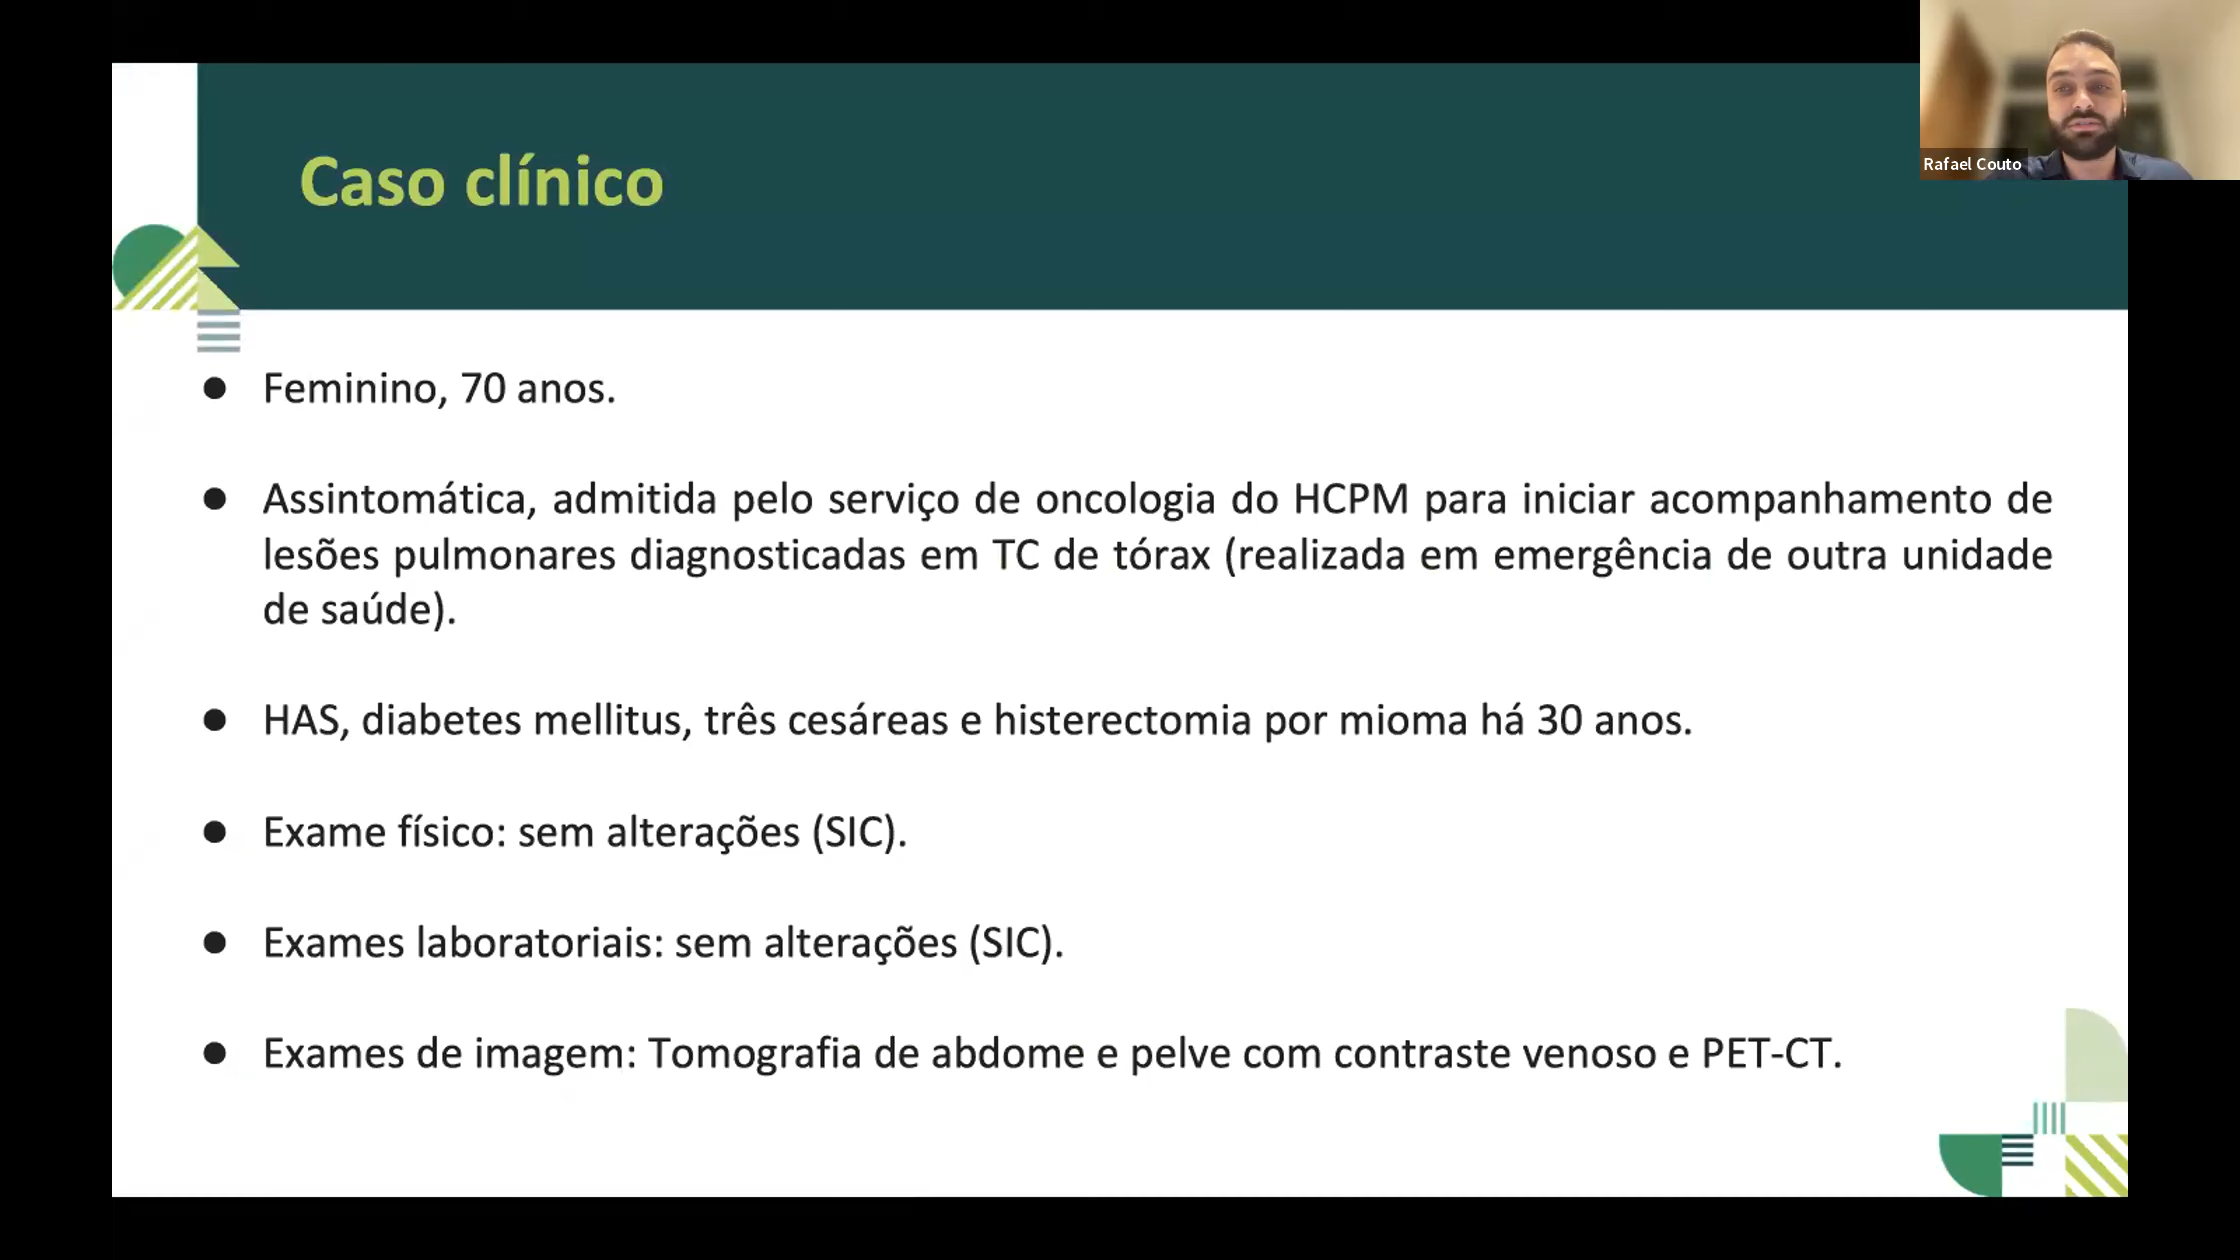 Rafael Couto
Caso clínico
● Feminino, 70 anos.
● Assintomática, admitida pelo serviço de oncologia do HCPM para iniciar acompanhamento de
lesões pulmonares diagnosticadas em TC de tórax (realizada em emergência de outra unidade
de saúde).
● HAS, diabetes mellitus, três cesáreas e histerectomia por mioma há 30 anos.
● Exame físico: sem alterações (SIC).
● Exames laboratoriais: sem alterações (SIC).
● Exames de imagem: Tomografia de abdome e pelve com contraste venoso e PET-CT.